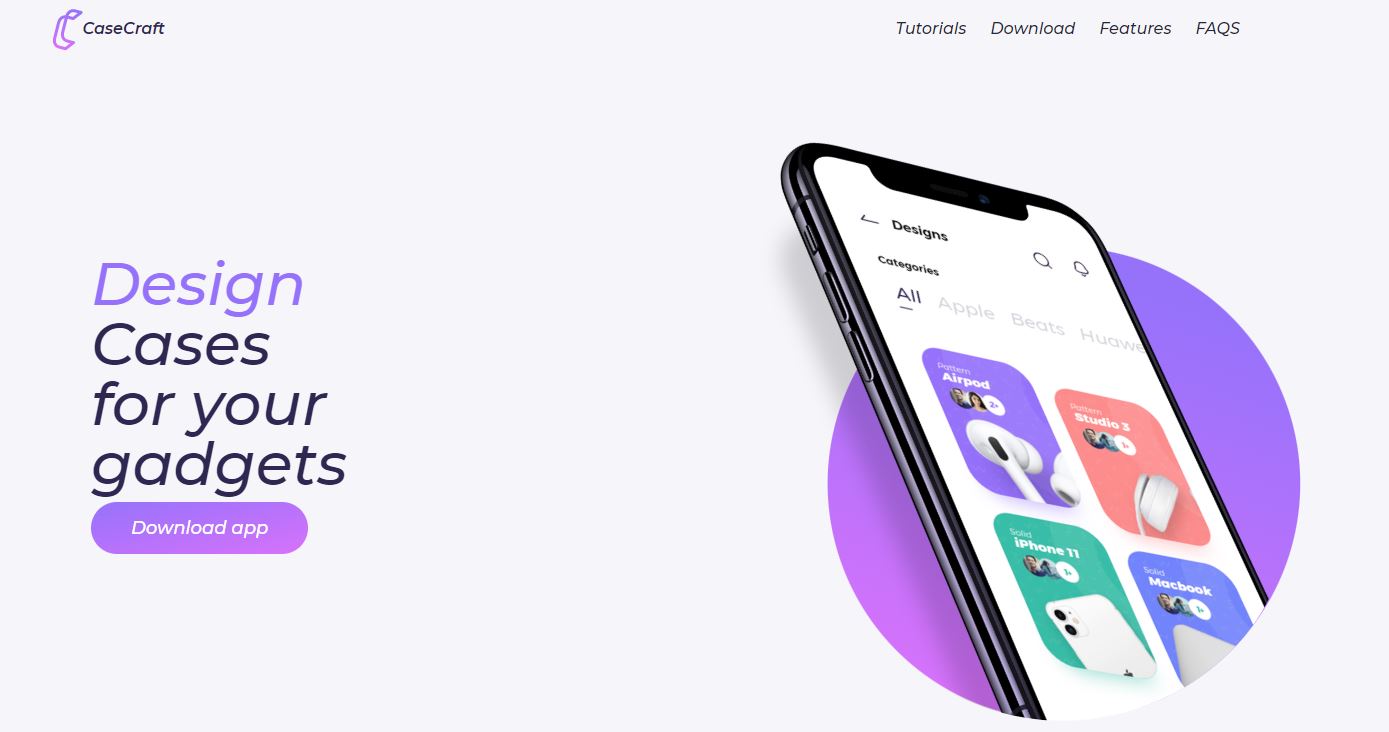 CaseCraft
Tutorials Download Features FAQS
Design
Cases
for your
gadgets
Download app
Designs
Categories
All Apple Beats Huawe
Pattern
Airpod
2+
Pattern
Studio 3
1+
Solid
iPhone 11
1+
Solid
Macbook
1+